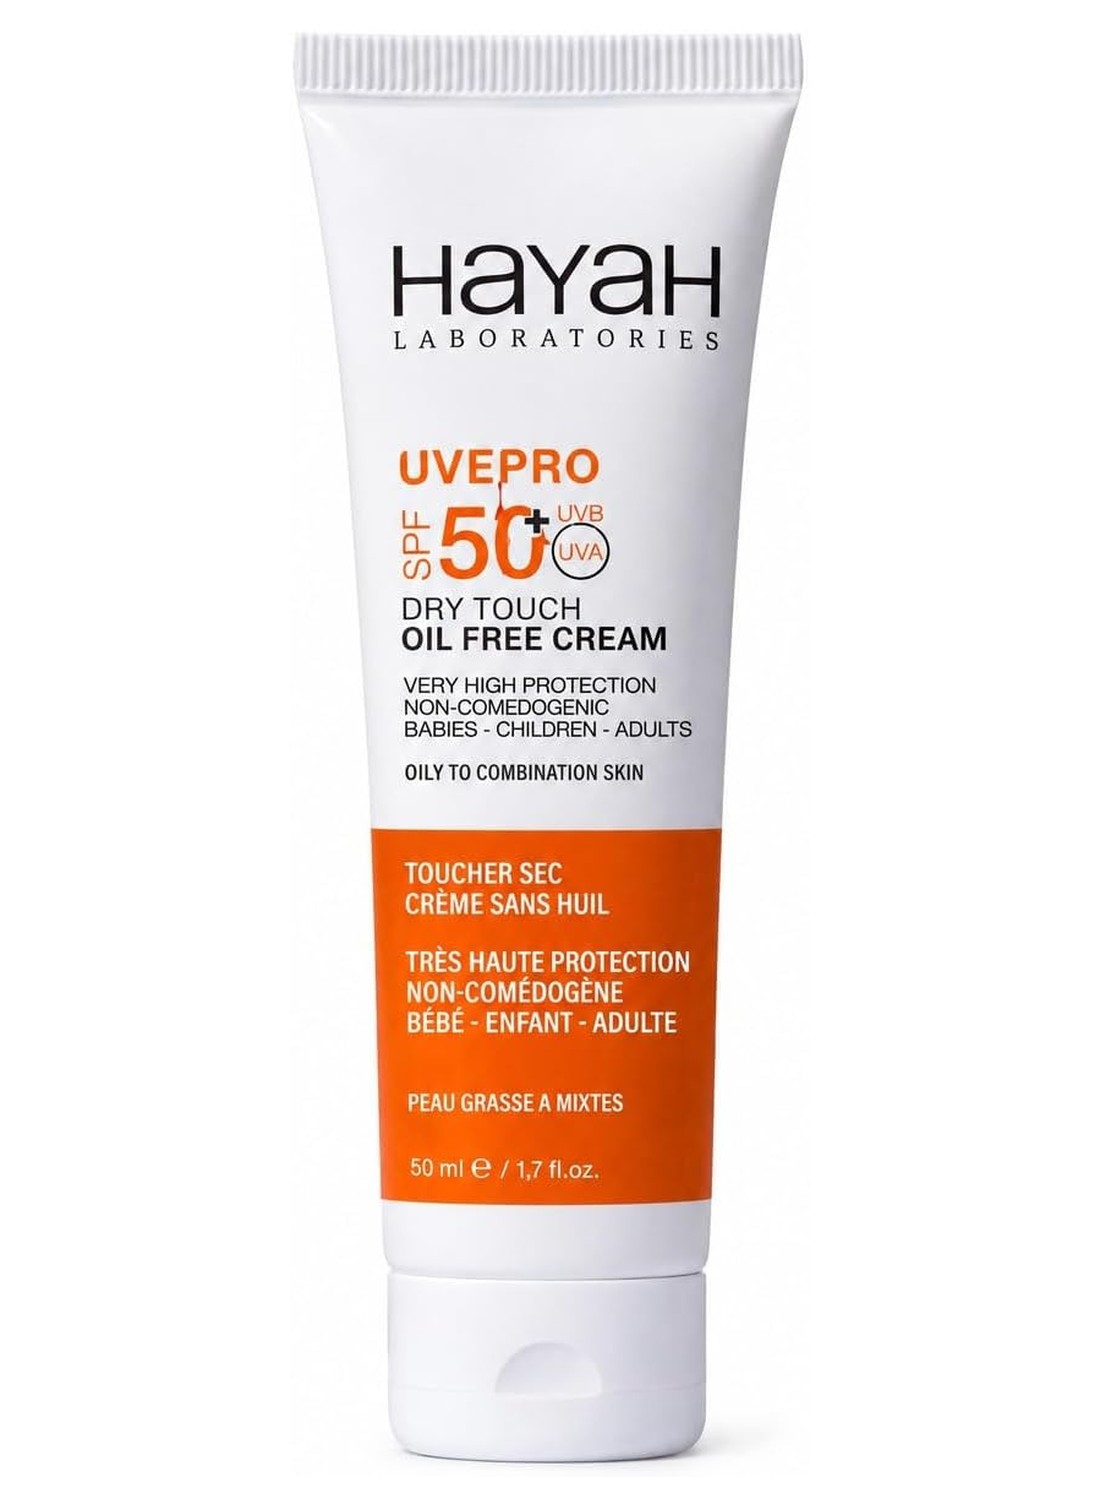 HaYaH
LABORATORIES
UVEPRO
SPF 50+ UVB UVA
DRY TOUCH
OIL FREE CREAM
VERY HIGH PROTECTION
NON-COMEDOGENIC
BABIES - CHILDREN - ADULTS
OILY TO COMBINATION SKIN
TOUCHER SEC
CRÈME SANS HUIL
TRÈS HAUTE PROTECTION
NON-COMÉDOGÈNE
BÉBÉ - ENFANT - ADULTE
PEAU GRASSE A MIXTES
50 ml ℮ / 1,7 fl.oz.